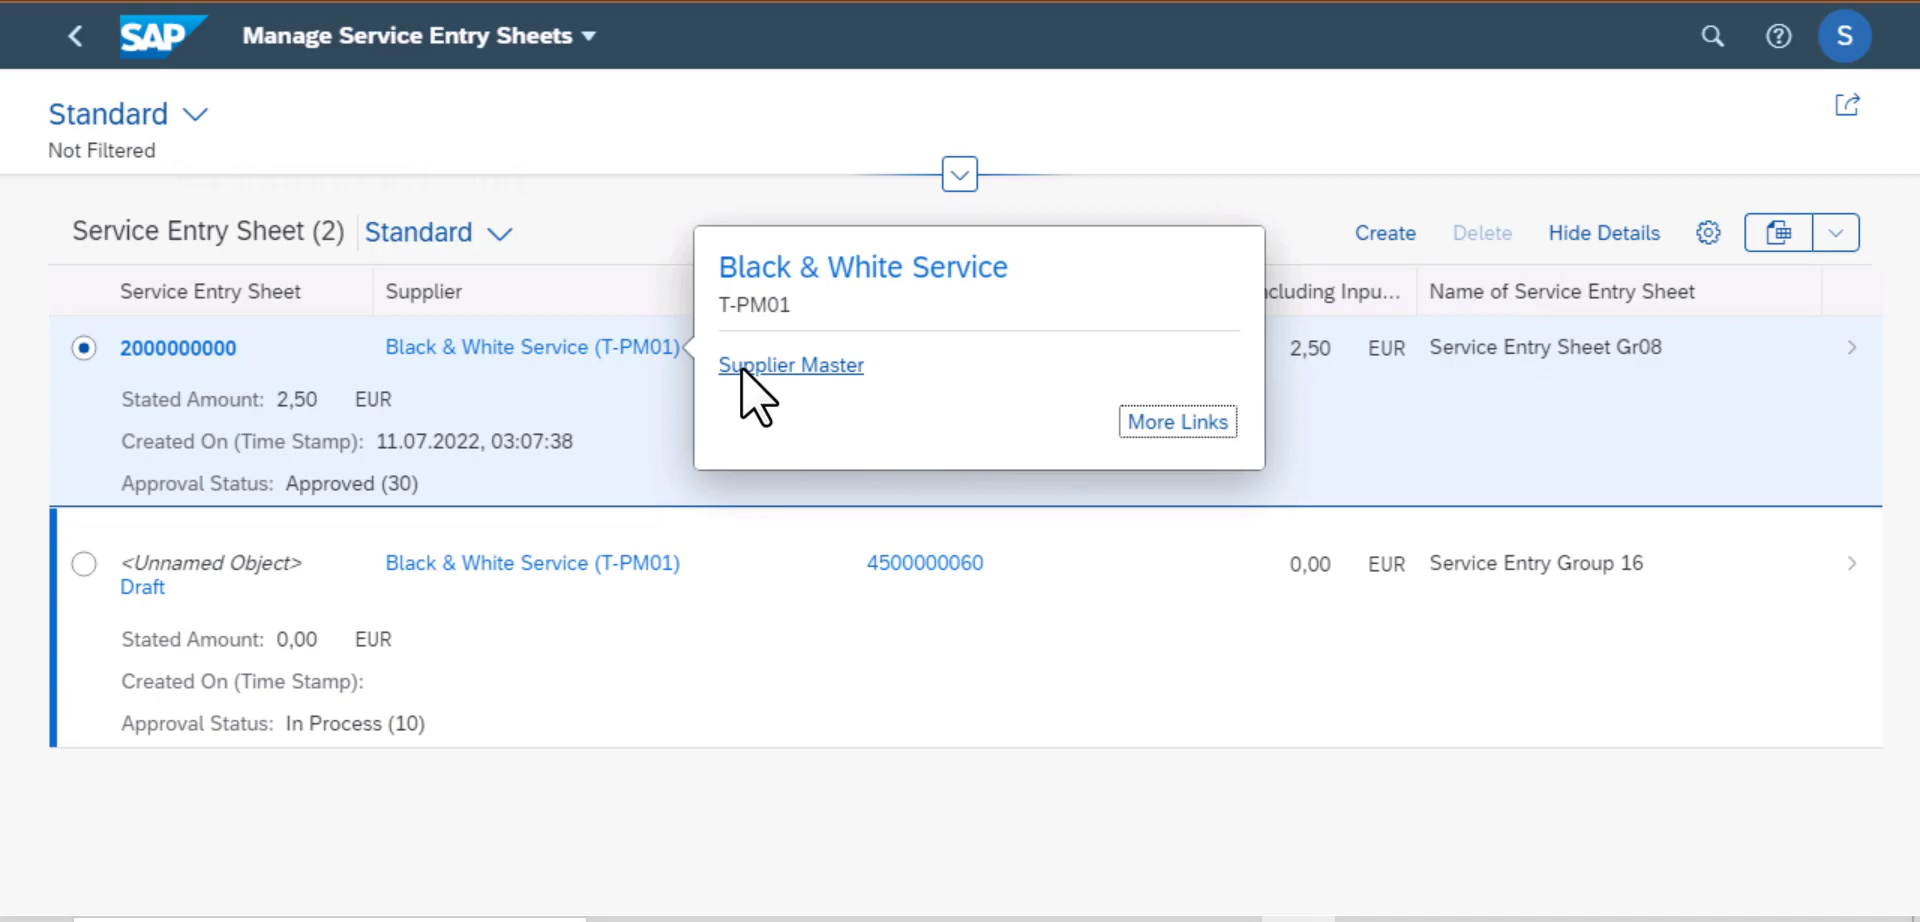 SAP Manage Service Entry Sheets
S
Standard
Not Filtered
Service Entry Sheet (2) Standard
Create Delete Hide Details
Service Entry Sheet Supplier Inpu... Name of Service Entry Sheet
Black & White Service
T-PM01
Supplier Master
More Links
2000000000 Black & White Service (T-PM01) 2,50 EUR Service Entry Sheet Gr08
Stated Amount: 2,50 EUR
Created On (Time Stamp): 11.07.2022, 03:07:38
Approval Status: Approved (30)
<Unnamed Object> Black & White Service (T-PM01) 4500000060 0,00 EUR Service Entry Group 16
Draft
Stated Amount: 0,00 EUR
Created On (Time Stamp):
Approval Status: In Process (10)